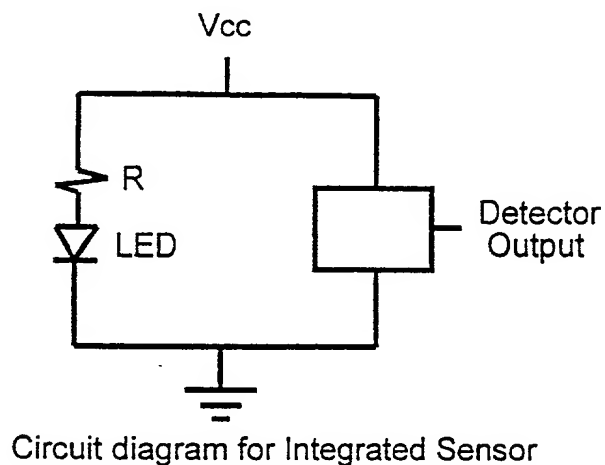 Vcc
R
LED
Detector
Output
Circuit diagram for Integrated Sensor